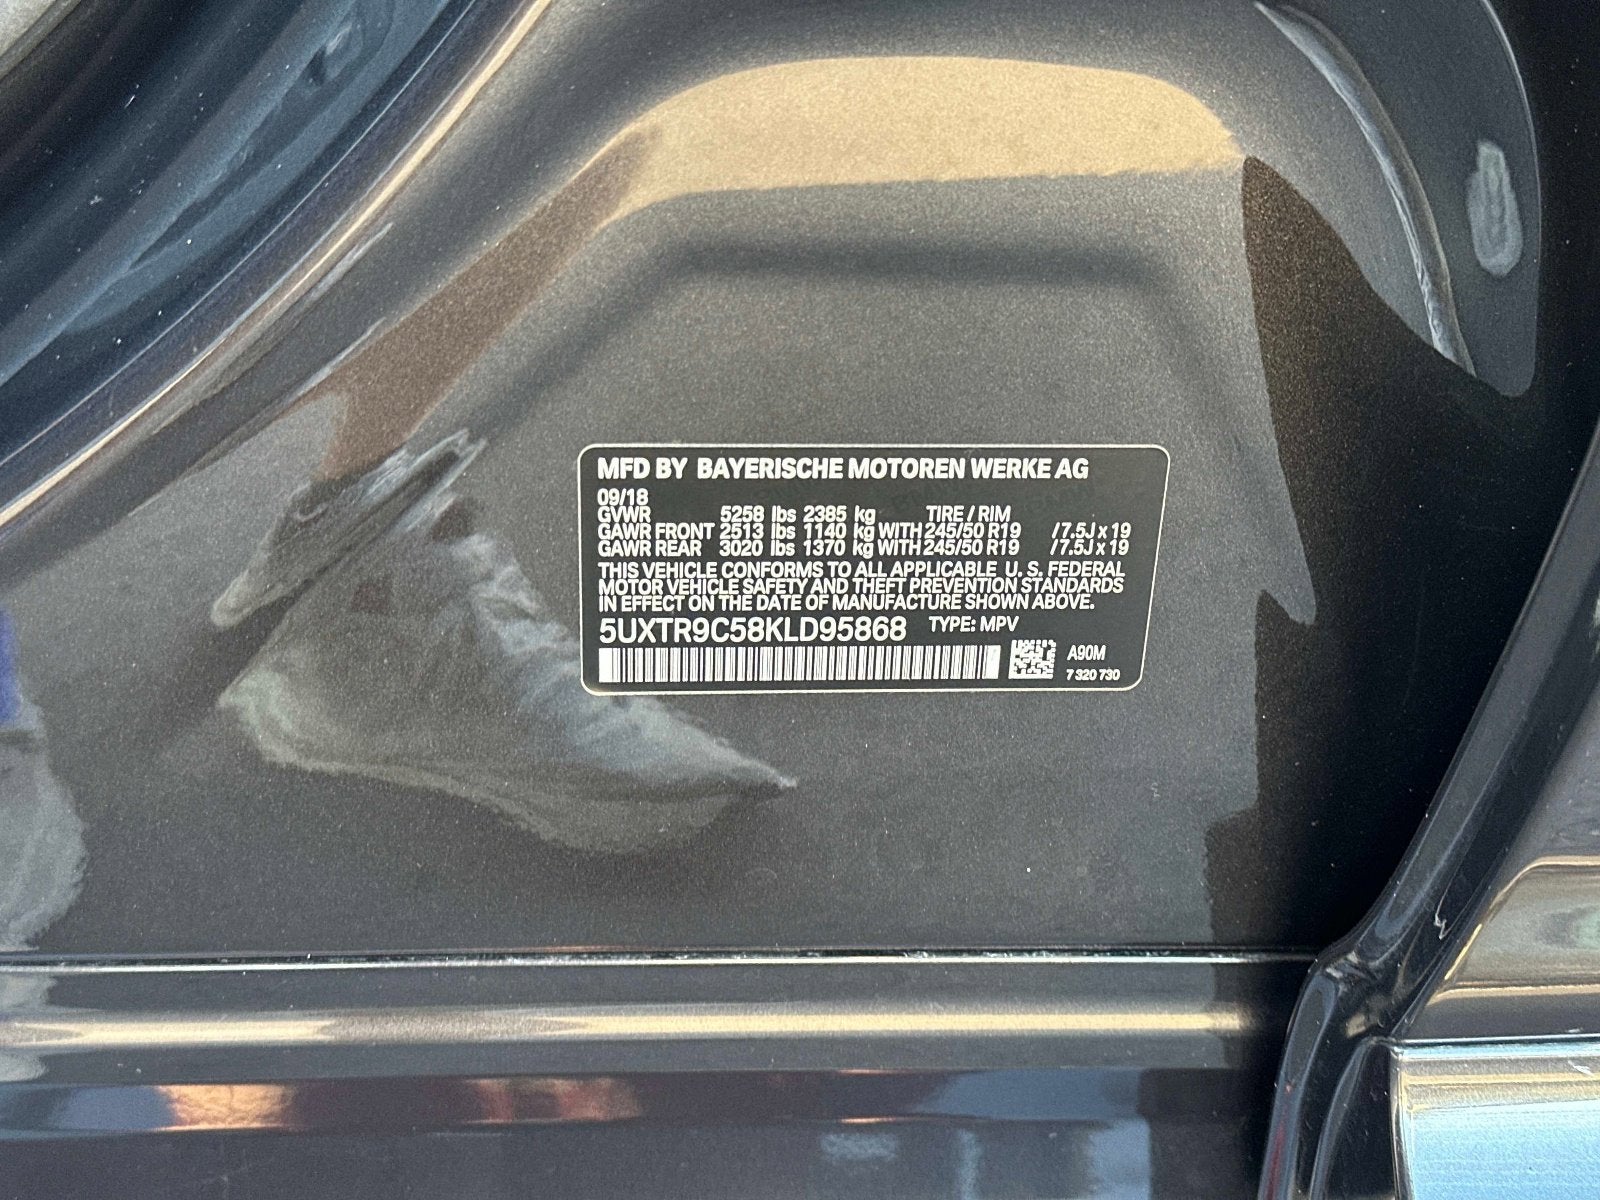 MFD BY BAYERISCHE MOTOREN WERKE AG
09/18
GVWR 5258 lbs 2385 kg TIRE / RIM
GAWR FRONT 2513 lbs 1140 kg WITH 245/50 R19 / 7.5J x 19
GAWR REAR 3020 lbs 1370 kg WITH 245/50 R19 / 7.5J x 19
THIS VEHICLE CONFORMS TO ALL APPLICABLE U. S. FEDERAL
MOTOR VEHICLE SAFETY AND THEFT PREVENTION STANDARDS
IN EFFECT ON THE DATE OF MANUFACTURE SHOWN ABOVE.
5UXTR9C58KLD95868 TYPE: MPV
A90M
7 320 730